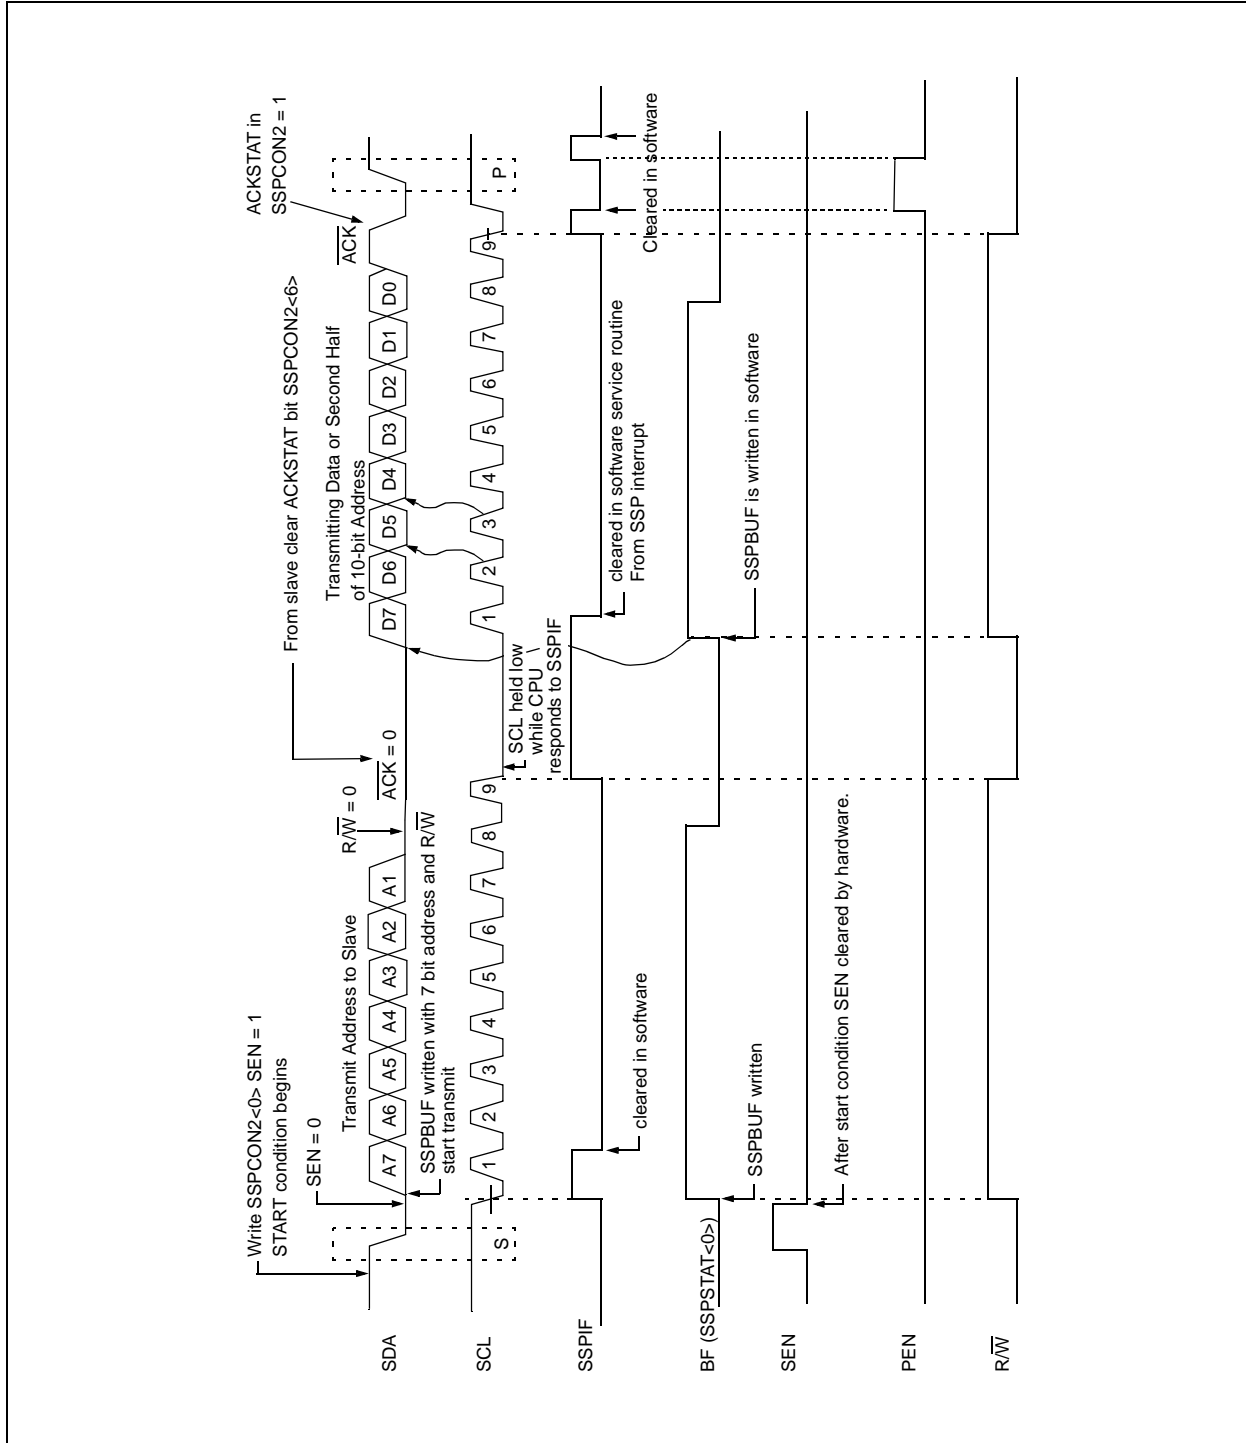 Write SSPCON2<0> SEN = 1
START condition begins
SEN = 0
Transmit Address to Slave
R/W = 0
From slave clear ACKSTAT bit SSPCON2<6>
ACK = 0
Transmitting Data or Second Half
of 10-bit Address
ACKSTAT in
SSPCON2 = 1
ACK
SDA
A7 A6 A5 A4 A3 A2 A1
D7 D6 D5 D4 D3 D2 D1 D0
SSPBUF written with 7 bit address and R/W
start transmit
SCL
S
1 2 3 4 5 6 7 8 9
1 2 3 4 5 6 7 8 9
P
SCL held low
while CPU
responds to SSPIF
SSPIF
cleared in software
cleared in software service routine
From SSP interrupt
Cleared in software
BF (SSPSTAT<0>)
SSPBUF written
SSPBUF is written in software
SEN
After start condition SEN cleared by hardware.
PEN
R/W